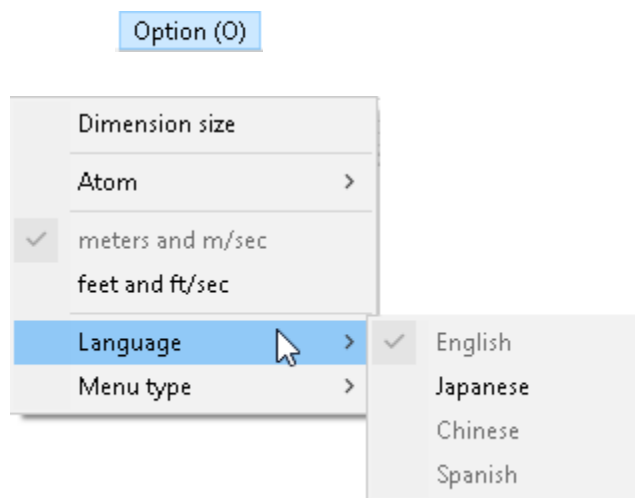 Option (O)
Dimension size
Atom
meters and m/sec
feet and ft/sec
Language
Menu type
English
Japanese
Chinese
Spanish